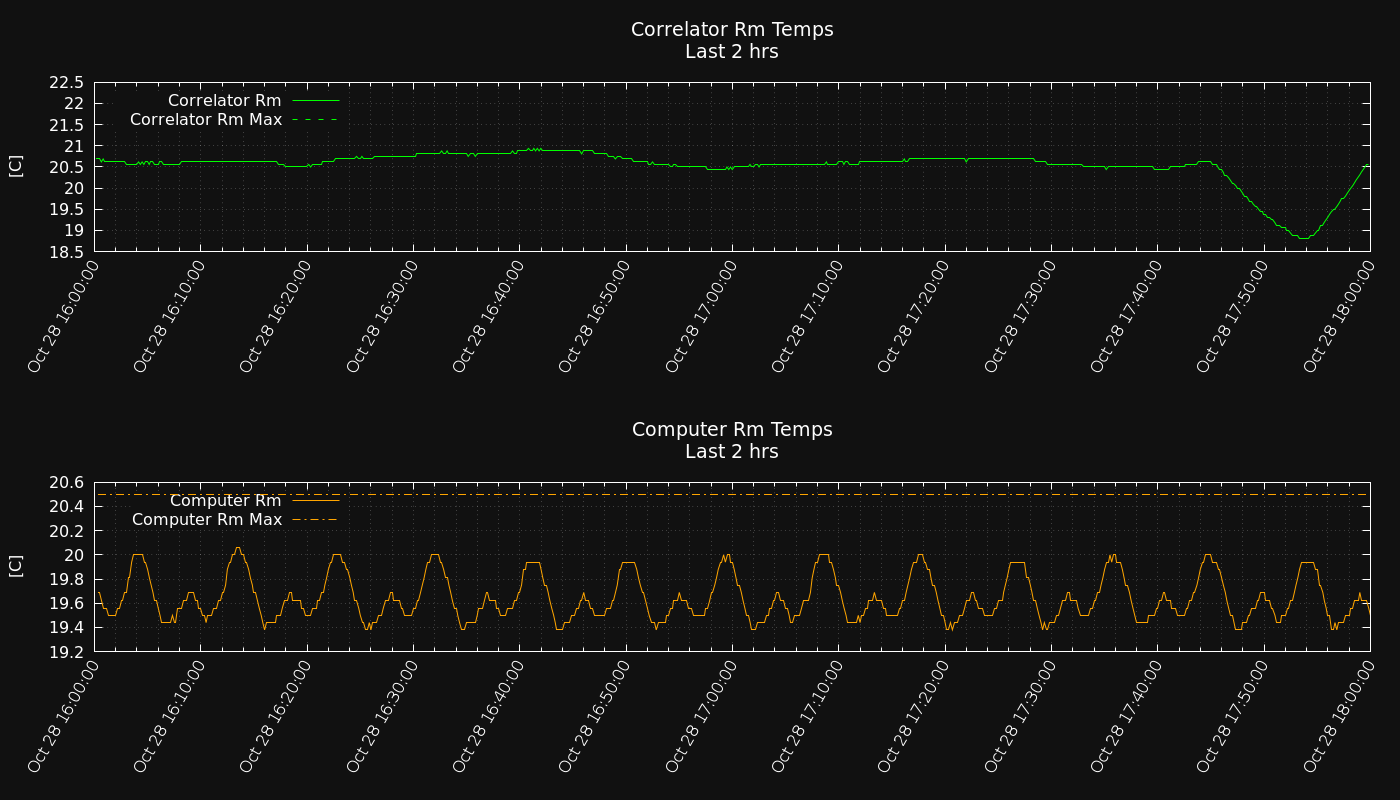 Correlator Rm Temps
Last 2 hrs
22.5
22
21.5
21
20.5
20
19.5
19
18.5
[C]
Correlator Rm
Correlator Rm Max
Oct 28 16:00:00
Oct 28 16:10:00
Oct 28 16:20:00
Oct 28 16:30:00
Oct 28 16:40:00
Oct 28 16:50:00
Oct 28 17:00:00
Oct 28 17:10:00
Oct 28 17:20:00
Oct 28 17:30:00
Oct 28 17:40:00
Oct 28 17:50:00
Oct 28 18:00:00
Computer Rm Temps
Last 2 hrs
20.6
20.4
20.2
20
19.8
19.6
19.4
19.2
[C]
Computer Rm
Computer Rm Max
Oct 28 16:00:00
Oct 28 16:10:00
Oct 28 16:20:00
Oct 28 16:30:00
Oct 28 16:40:00
Oct 28 16:50:00
Oct 28 17:00:00
Oct 28 17:10:00
Oct 28 17:20:00
Oct 28 17:30:00
Oct 28 17:40:00
Oct 28 17:50:00
Oct 28 18:00:00